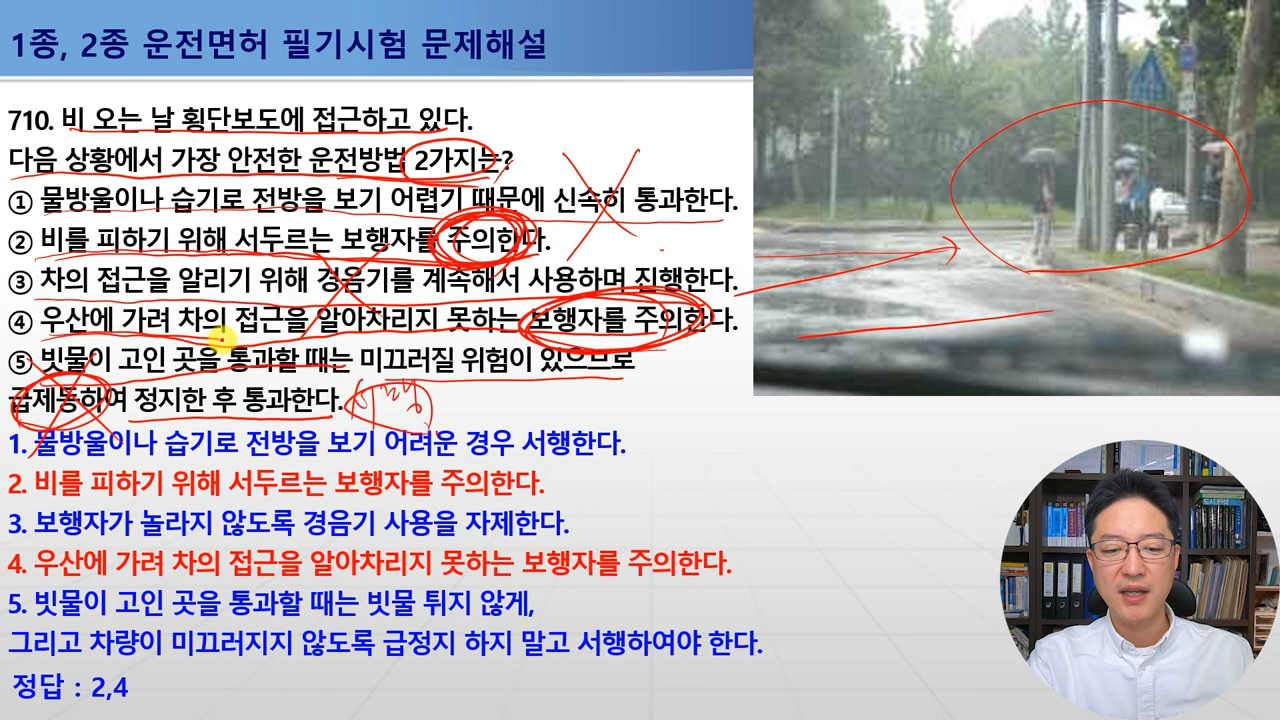 1종, 2종 운전면허 필기시험 문제해설
710. 비 오는 날 횡단보도에 접근하고 있다.
다음 상황에서 가장 안전한 운전방법 2가지는?
① 물방울이나 습기로 전방을 보기 어렵기 때문에 신속히 통과한다.
② 비를 피하기 위해 서두르는 보행자를 주의한다.
③ 차의 접근을 알리기 위해 경음기를 계속해서 사용하며 진행한다.
④ 우산에 가려 차의 접근을 알아차리지 못하는 보행자를 주의한다.
⑤ 빗물이 고인 곳을 통과할 때는 미끄러질 위험이 있으므로
급제동하여 정지한 후 통과한다.
1. 물방울이나 습기로 전방을 보기 어려운 경우 서행한다.
2. 비를 피하기 위해 서두르는 보행자를 주의한다.
3. 보행자가 놀라지 않도록 경음기 사용을 자제한다.
4. 우산에 가려 차의 접근을 알아차리지 못하는 보행자를 주의한다.
5. 빗물이 고인 곳을 통과할 때는 빗물 튀지 않게,
그리고 차량이 미끄러지지 않도록 급정지 하지 말고 서행하여야 한다.
정답 : 2,4